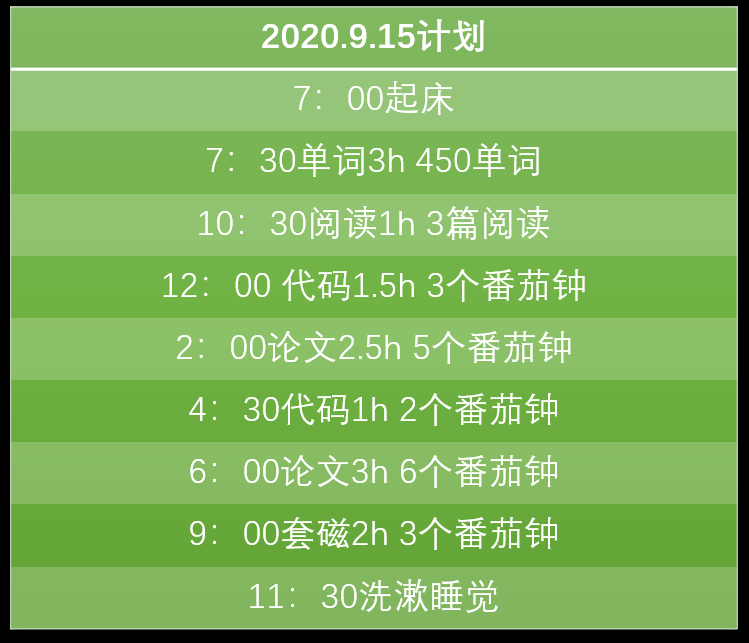 2020.9.15计划
7：00起床
7：30单词3h 450单词
10：30阅读1h 3篇阅读
12：00 代码1.5h 3个番茄钟
2：00论文2.5h 5个番茄钟
4：30代码1h 2个番茄钟
6：00论文3h 6个番茄钟
9：00套磁2h 3个番茄钟
11：30洗漱睡觉